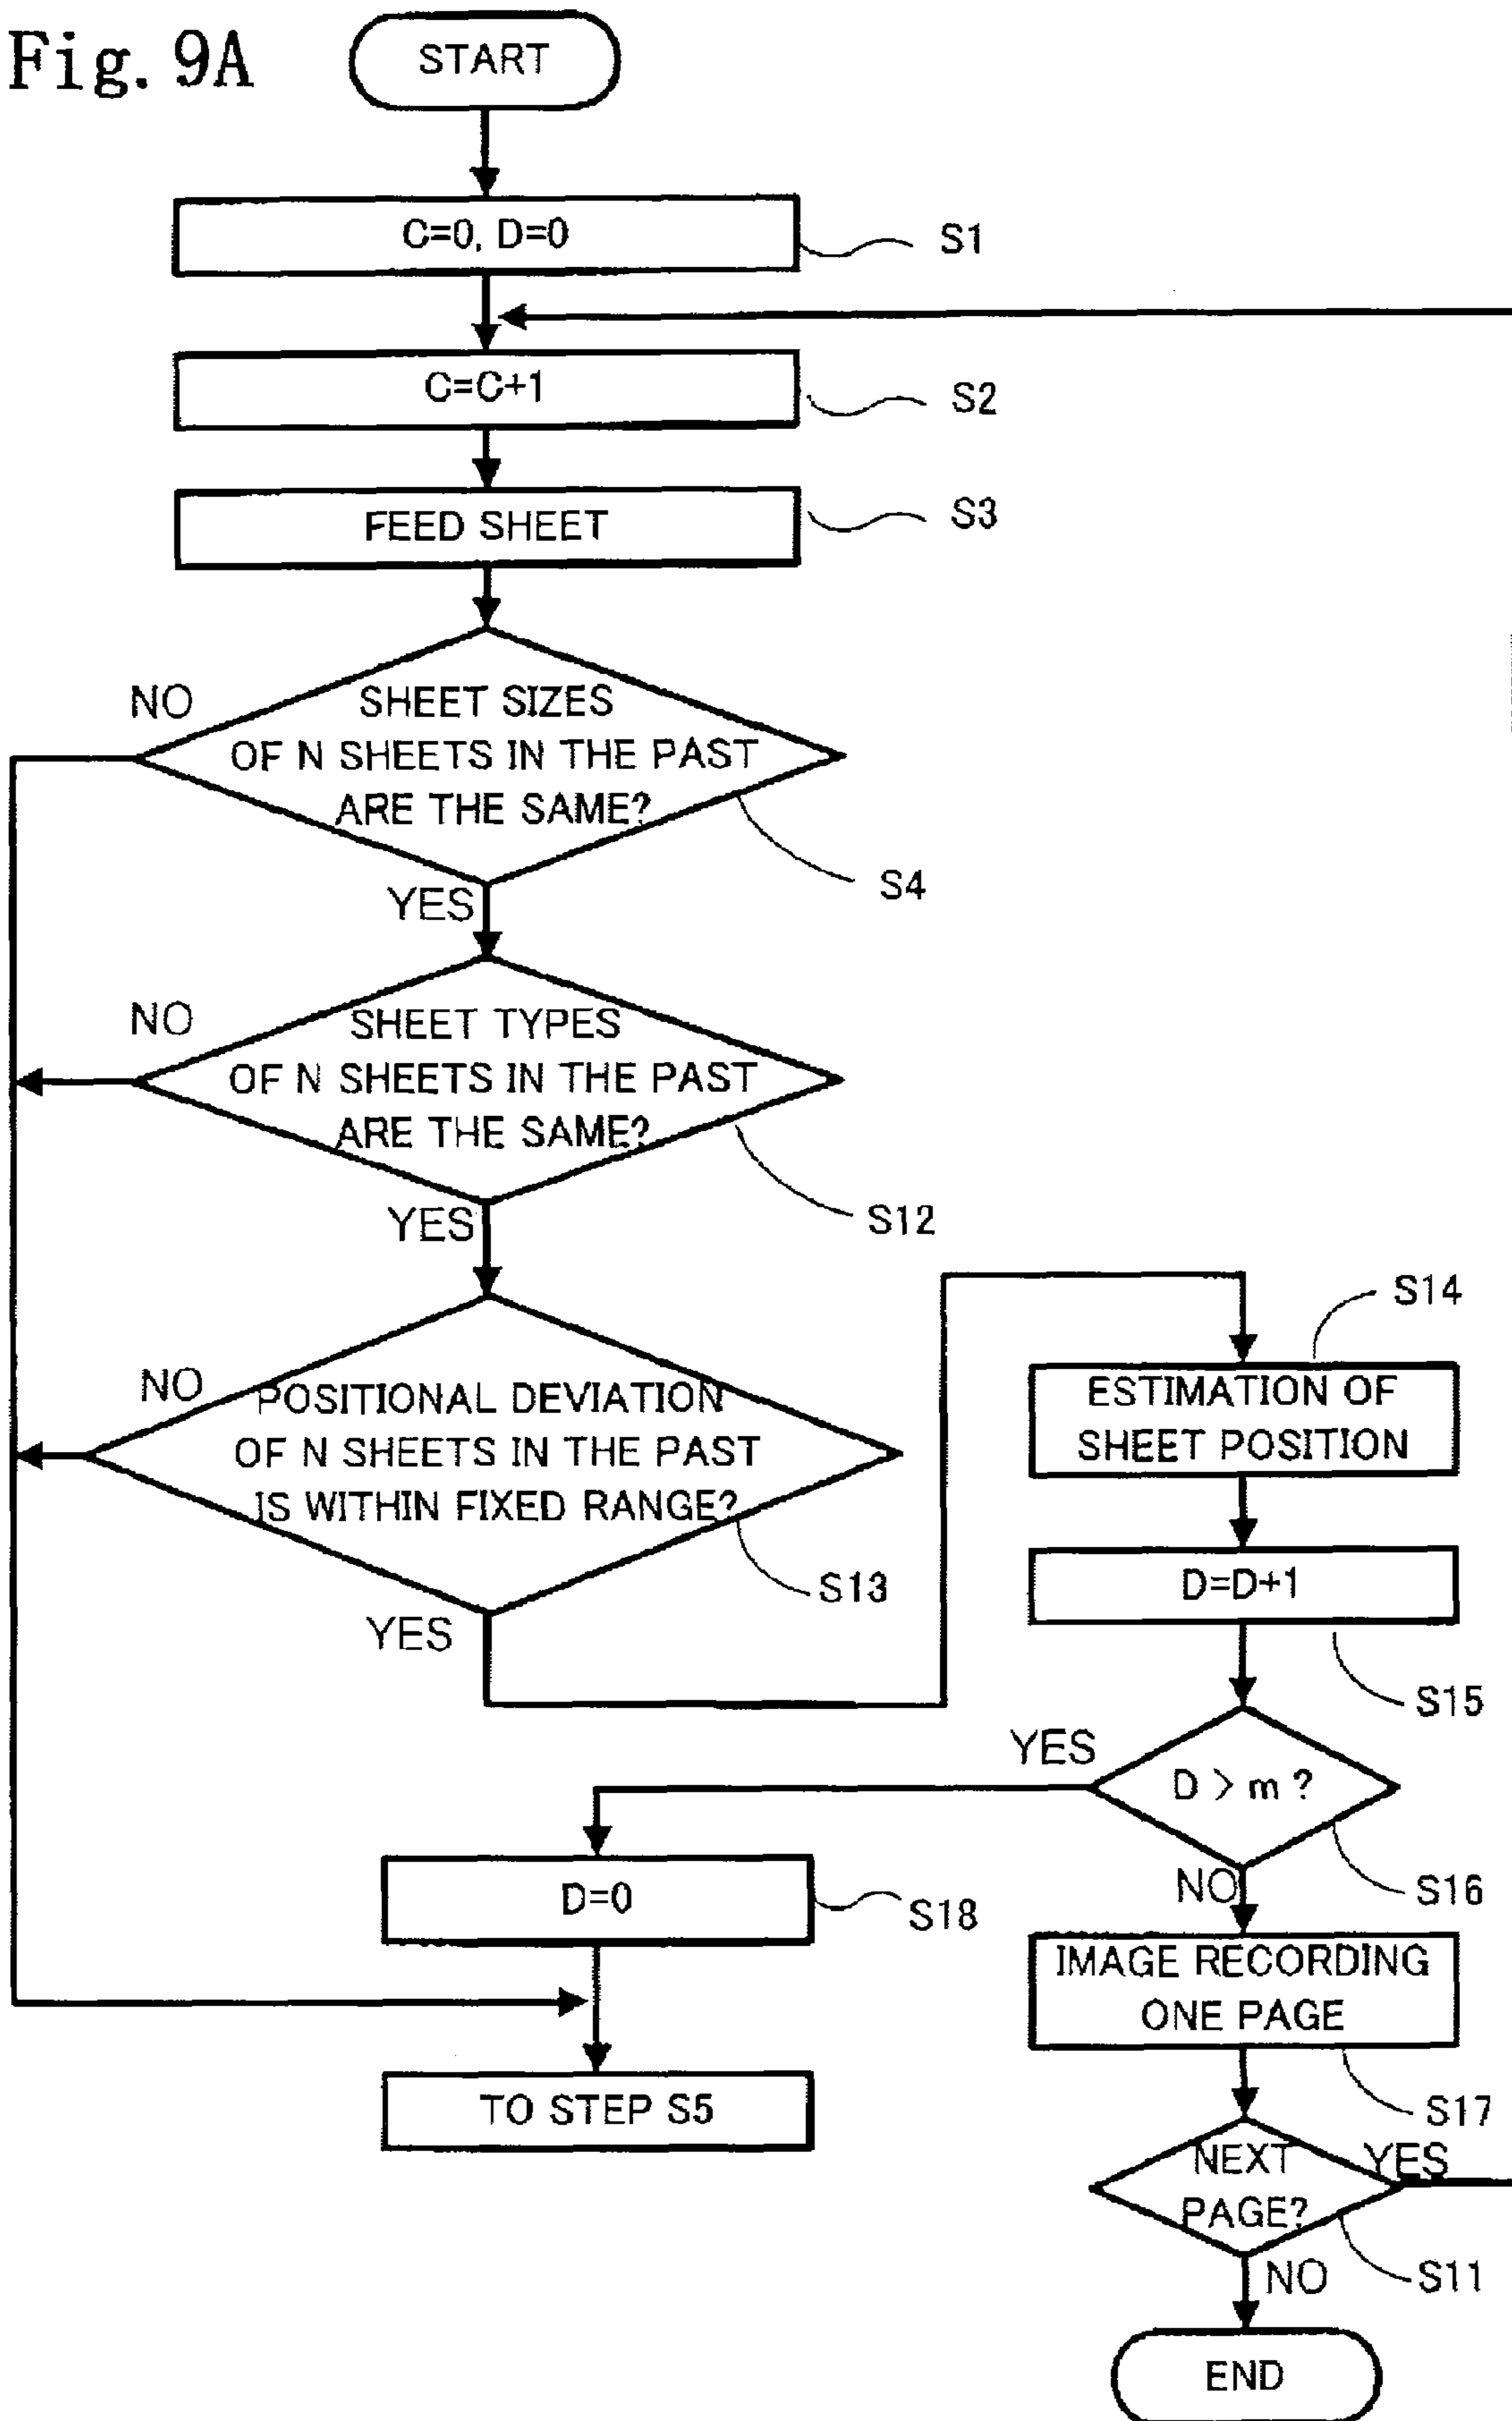 Fig. 9A
START
C=0, D=0
S1
C=C+1
S2
FEED SHEET
S3
NO
SHEET SIZES
OF N SHEETS IN THE PAST
ARE THE SAME?
S4
YES
NO
SHEET TYPES
OF N SHEETS IN THE PAST
ARE THE SAME?
S12
YES
NO
POSITIONAL DEVIATION
OF N SHEETS IN THE PAST
IS WITHIN FIXED RANGE?
S13
YES
S14
ESTIMATION OF
SHEET POSITION
D=D+1
S15
YES
D > m ?
S16
NO
D=0
S18
IMAGE RECORDING
ONE PAGE
S17
TO STEP S5
NEXT
PAGE?
YES
S11
NO
END